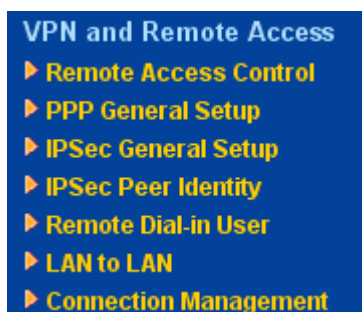 VPN and Remote Access
Remote Access Control
PPP General Setup
IPSec General Setup
IPSec Peer Identity
Remote Dial-in User
LAN to LAN
Connection Management